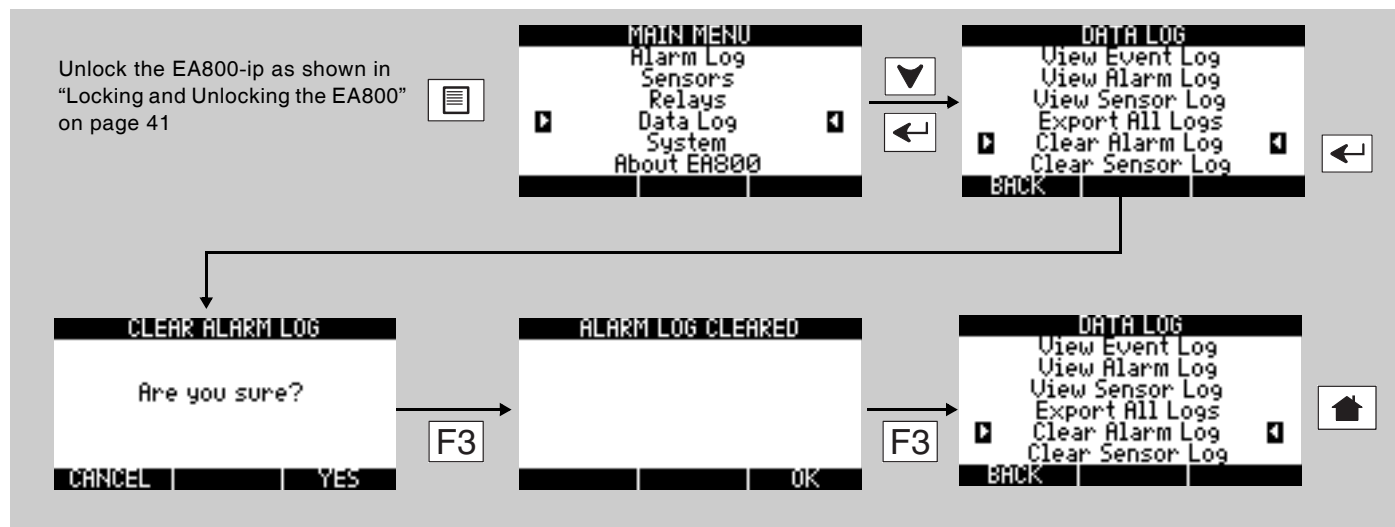 Unlock the EA800-ip as shown in
“Locking and Unlocking the EA800”
on page 41
MAIN MENU
Alarm Log
Sensors
Relays
Data Log
System
About EA800
DATA LOG
View Event Log
View Alarm Log
View Sensor Log
Export All Logs
Clear Alarm Log
Clear Sensor Log
BACK
CLEAR ALARM LOG
Are you sure?
CANCEL YES
F3
ALARM LOG CLEARED
OK
F3
DATA LOG
View Event Log
View Alarm Log
View Sensor Log
Export All Logs
Clear Alarm Log
Clear Sensor Log
BACK